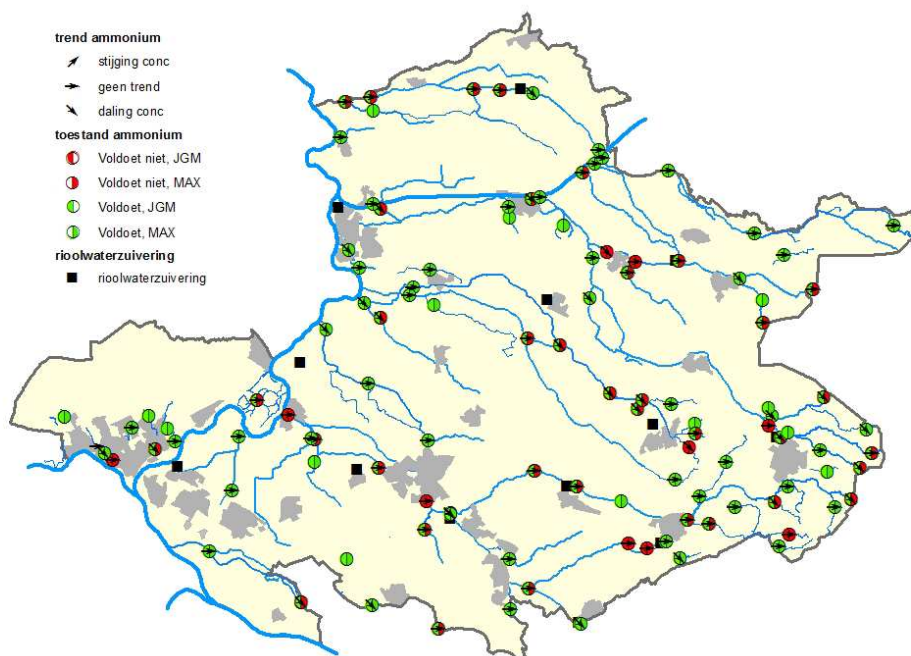 trend ammonium
stijging conc
geen trend
daling conc
toestand ammonium
Voldoet niet, JGM
Voldoet niet, MAX
Voldoet, JGM
Voldoet, MAX
rioolwaterzuivering
rioolwaterzuivering